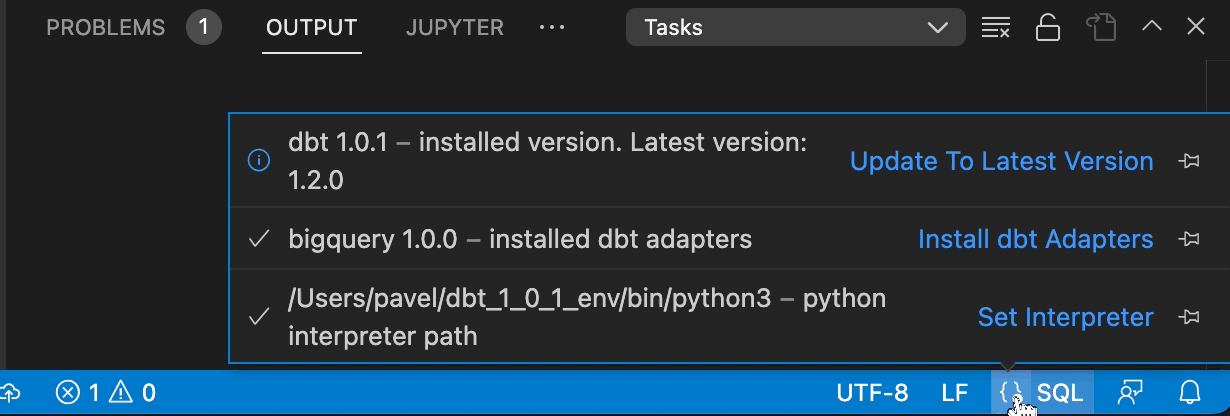 PROBLEMS 1 OUTPUT JUPYTER ··· Tasks
dbt 1.0.1 – installed version. Latest version:
1.2.0
Update To Latest Version
bigquery 1.0.0 – installed dbt adapters
Install dbt Adapters
/Users/pavel/dbt_1_0_1_env/bin/python3 – python
interpreter path
Set Interpreter
1 0 UTF-8 LF {} SQL